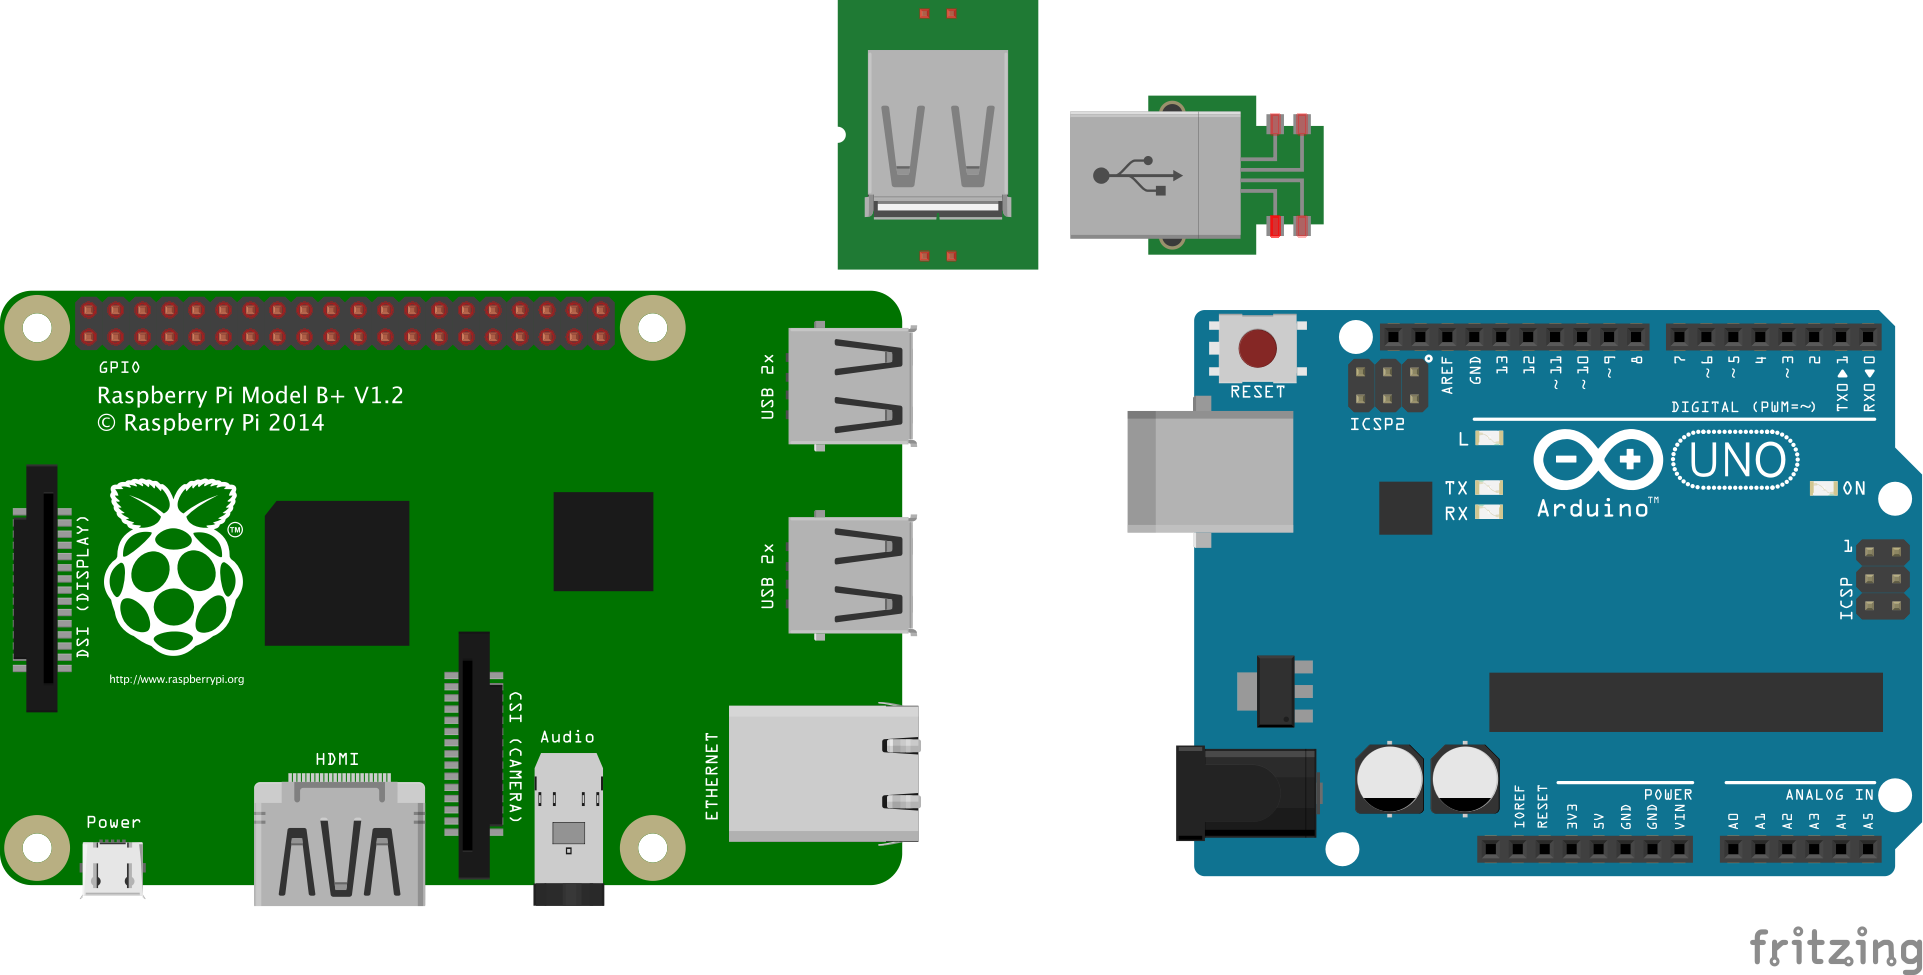 GPIO
Raspberry Pi Model B+ V1.2
© Raspberry Pi 2014
USB 2x
USB 2x
DSI (DISPLAY)
TM
http://www.raspberrypi.org
CSI (CAMERA)
ETHERNET
Audio
HDMI
Power
RESET
ICSP2
AREF
GND
13
12
~11
~10
~9
8
7
~6
~5
4
~3
2
TX0 ▶ 1
RX0 ◀ 0
DIGITAL (PWM=~)
L
TX
RX
UNO
Arduino™
ON
1
ICSP
IOREF
RESET
3V3
5V
GND
GND
VIN
POWER
ANALOG IN
A0
A1
A2
A3
A4
A5
fritzing